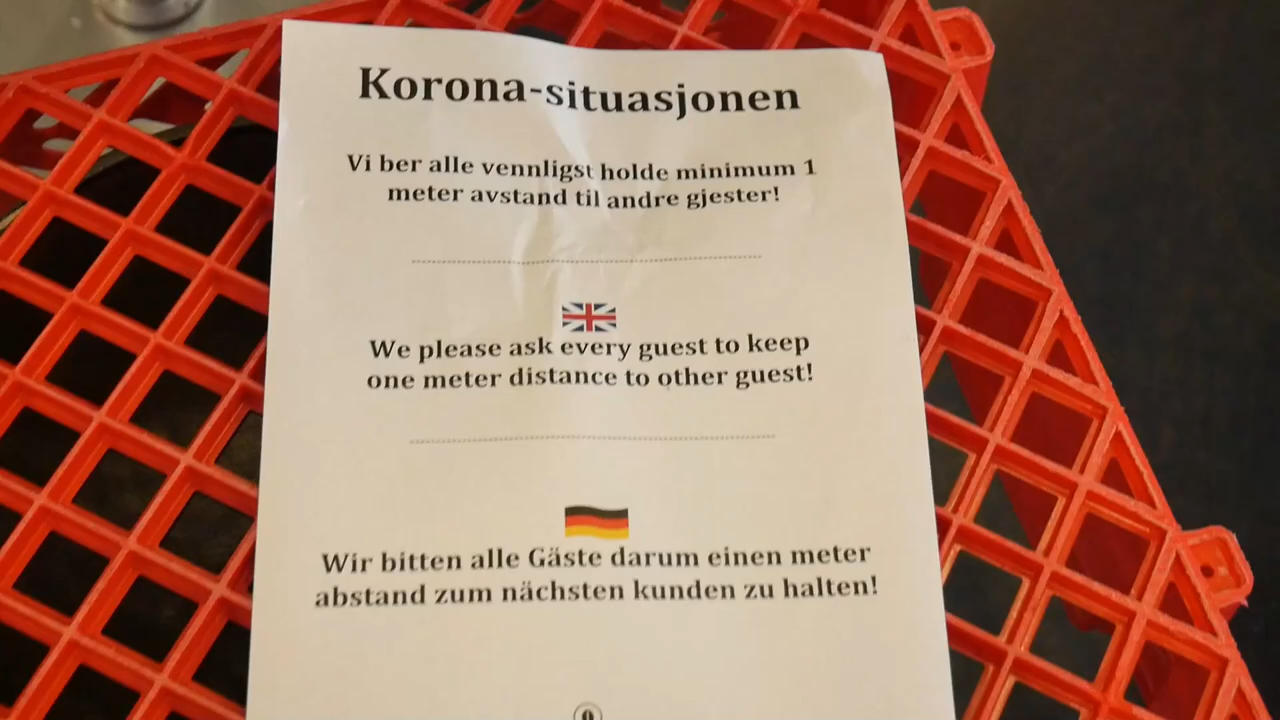 Korona-situasjonen
Vi ber alle vennligst holde minimum 1
meter avstand til andre gjester!
We please ask every guest to keep
one meter distance to other guest!
Wir bitten alle Gäste darum einen meter
abstand zum nächsten kunden zu halten!